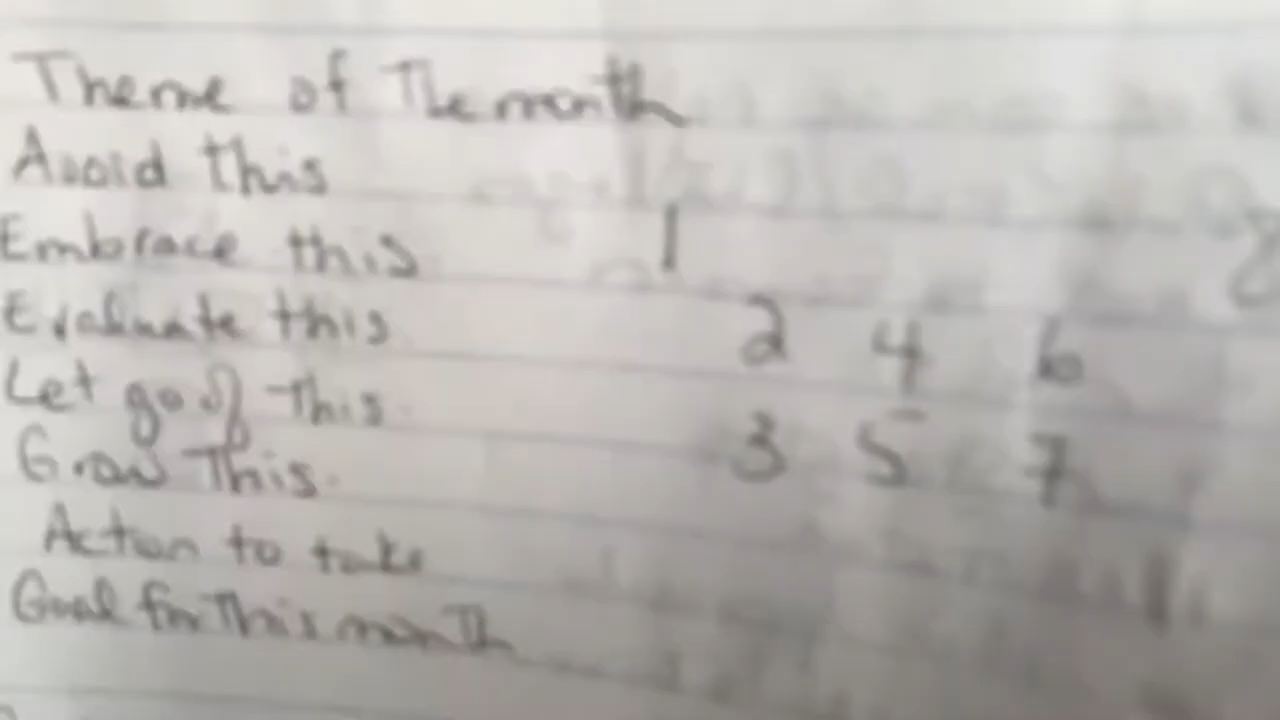 Theme of The month
Avoid this
Embrace this 1 8
Evaluate this 2 4 6
Let go of This.
Grow This. 3 5 7
Action to take
Goal for This month